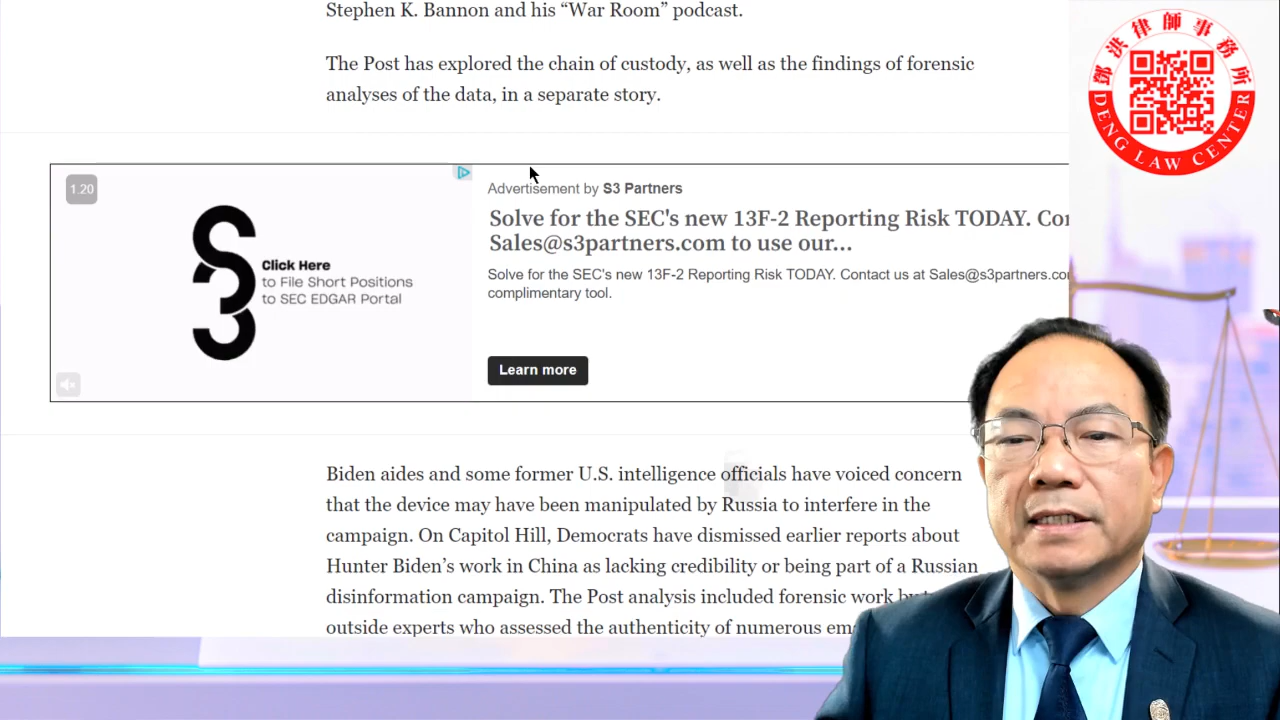 Stephen K. Bannon and his “War Room” podcast.
The Post has explored the chain of custody, as well as the findings of forensic
analyses of the data, in a separate story.
1.20
Click Here
to File Short Positions
to SEC EDGAR Portal
Advertisement by S3 Partners
Solve for the SEC's new 13F-2 Reporting Risk TODAY.
Sales@s3partners.com to use our...
Solve for the SEC's new 13F-2 Reporting Risk TODAY. Contact us at Sales@s3partners.co
complimentary tool.
Learn more
Biden aides and some former U.S. intelligence officials have voiced concern
that the device may have been manipulated by Russia to interfere in the
campaign. On Capitol Hill, Democrats have dismissed earlier reports about
Hunter Biden’s work in China as lacking credibility or being part of a Russian
disinformation campaign. The Post analysis included forensic work
outside experts who assessed the authenticity of numerous
鄧洪律師事務所
DENG LAW CENTER